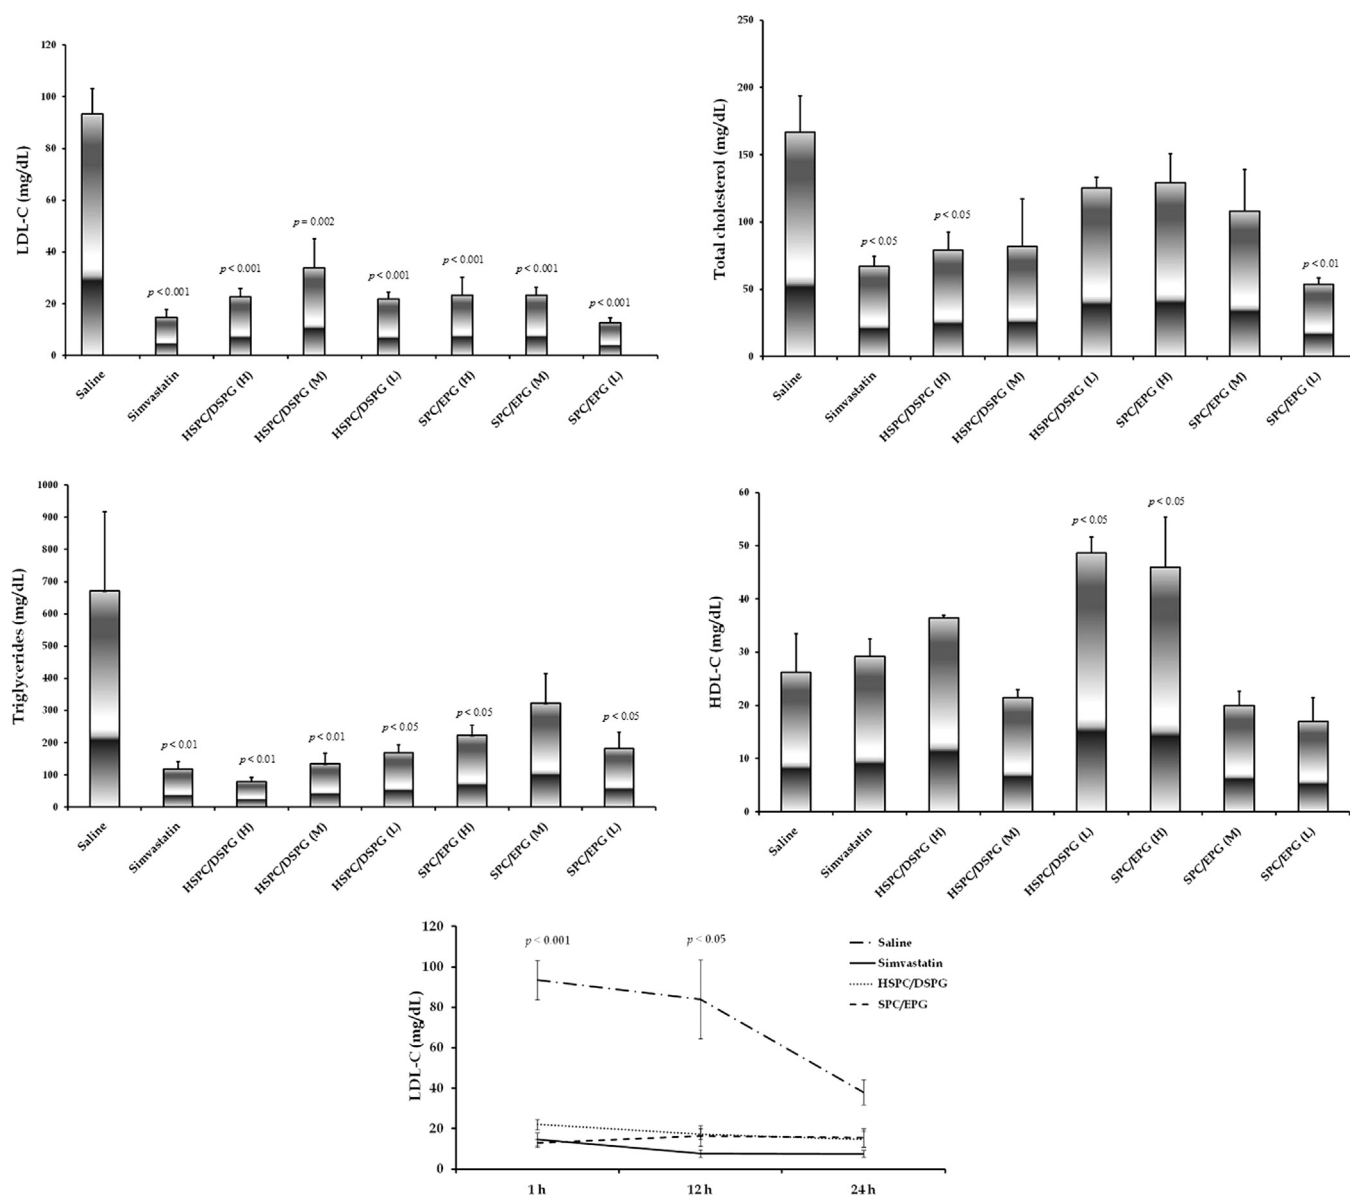 LDL-C (mg/dL)
120
100
80
60
40
20
0
p < 0.001
p < 0.001
p = 0.002
p < 0.001
p < 0.001
p < 0.001
p < 0.001
Saline
Simvastatin
HSPC/DSPG (H)
HSPC/DSPG (M)
HSPC/DSPG (L)
SPC/EPG (H)
SPC/EPG (M)
SPC/EPG (L)
Total cholesterol (mg/dL)
250
200
150
100
50
0
p < 0.05
p < 0.05
p < 0.01
Saline
Simvastatin
HSPC/DSPG (H)
HSPC/DSPG (M)
HSPC/DSPG (L)
SPC/EPG (H)
SPC/EPG (M)
SPC/EPG (L)
Triglycerides (mg/dL)
1000
900
800
700
600
500
400
300
200
100
0
p < 0.01
p < 0.01
p < 0.01
p < 0.05
p < 0.05
p < 0.05
Saline
Simvastatin
HSPC/DSPG (H)
HSPC/DSPG (M)
HSPC/DSPG (L)
SPC/EPG (H)
SPC/EPG (M)
SPC/EPG (L)
HDL-C (mg/dL)
60
50
40
30
20
10
0
p < 0.05
p < 0.05
Saline
Simvastatin
HSPC/DSPG (H)
HSPC/DSPG (M)
HSPC/DSPG (L)
SPC/EPG (H)
SPC/EPG (M)
SPC/EPG (L)
LDL-C (mg/dL)
120
100
80
60
40
20
0
p < 0.001
p < 0.05
Saline
Simvastatin
HSPC/DSPG
SPC/EPG
1 h
12 h
24 h